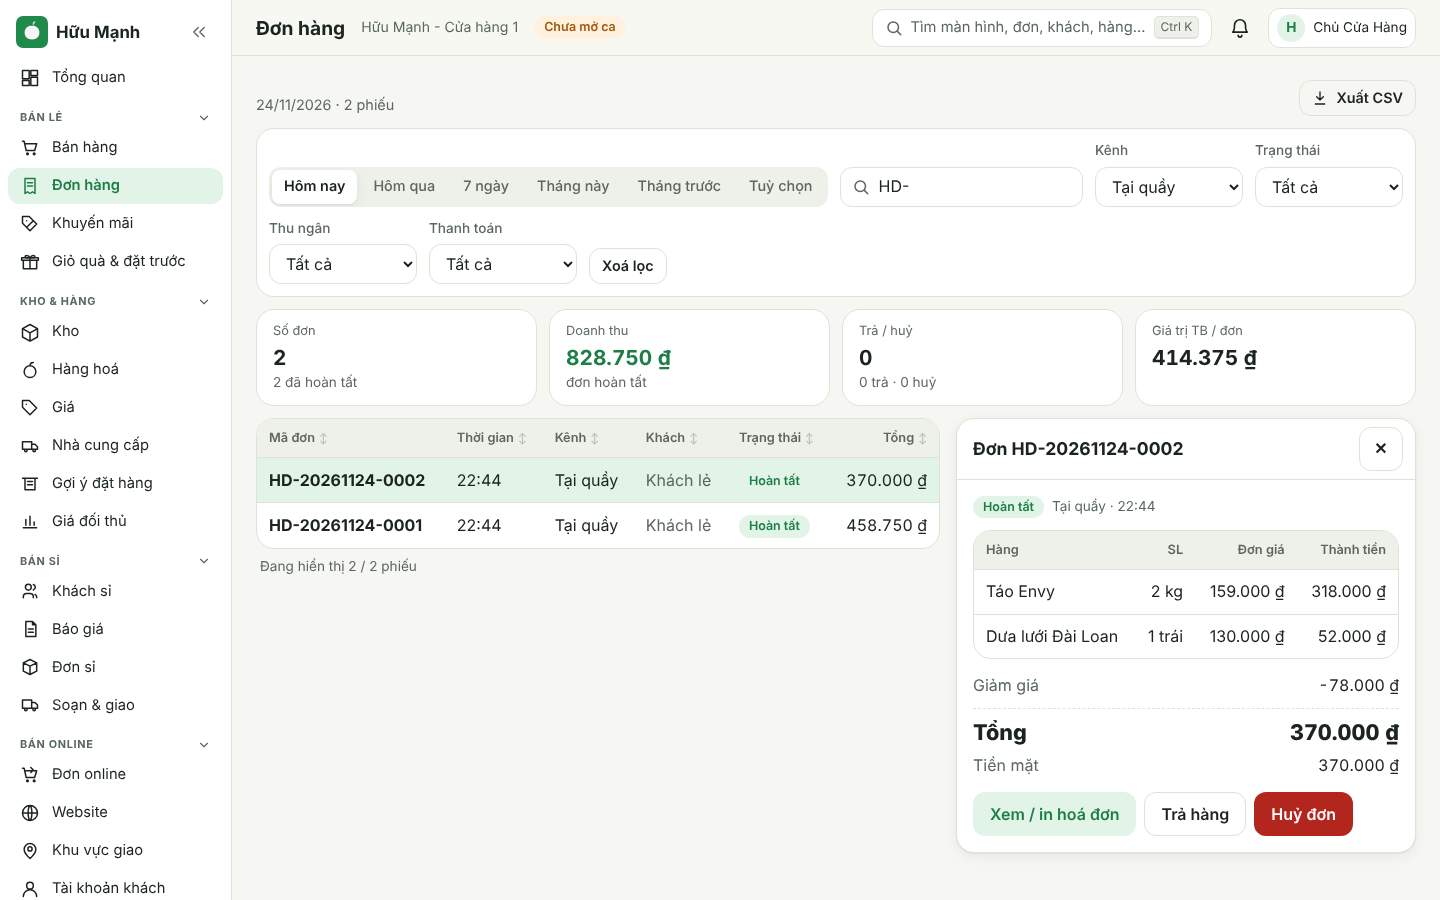 Hữu Mạnh
Tổng quan
BÁN LẺ
Bán hàng
Đơn hàng
Khuyến mãi
Giỏ quà & đặt trước
KHO & HÀNG
Kho
Hàng hoá
Giá
Nhà cung cấp
Gợi ý đặt hàng
Giá đối thủ
BÁN SỈ
Khách sỉ
Báo giá
Đơn sỉ
Soạn & giao
BÁN ONLINE
Đơn online
Website
Khu vực giao
Tài khoản khách
Đơn hàng Hữu Mạnh - Cửa hàng 1 Chưa mở ca Tìm màn hình, đơn, khách, hàng... Ctrl K H Chủ Cửa Hàng
24/11/2026 · 2 phiếu Xuất CSV
Kênh Trạng thái
Hôm nay Hôm qua 7 ngày Tháng này Tháng trước Tuỳ chọn HD- Tại quầy Tất cả
Thu ngân Thanh toán
Tất cả Tất cả Xoá lọc
Số đơn
2
2 đã hoàn tất
Doanh thu
828.750 ₫
đơn hoàn tất
Trả / huỷ
0
0 trả · 0 huỷ
Giá trị TB / đơn
414.375 ₫
Mã đơn Thời gian Kênh Khách Trạng thái Tổng
HD-20261124-0002 22:44 Tại quầy Khách lẻ Hoàn tất 370.000 ₫
HD-20261124-0001 22:44 Tại quầy Khách lẻ Hoàn tất 458.750 ₫
Đang hiển thị 2 / 2 phiếu
Đơn HD-20261124-0002
Hoàn tất Tại quầy · 22:44
Hàng SL Đơn giá Thành tiền
Táo Envy 2 kg 159.000 ₫ 318.000 ₫
Dưa lưới Đài Loan 1 trái 130.000 ₫ 52.000 ₫
Giảm giá -78.000 ₫
Tổng 370.000 ₫
Tiền mặt 370.000 ₫
Xem / in hoá đơn Trả hàng Huỷ đơn